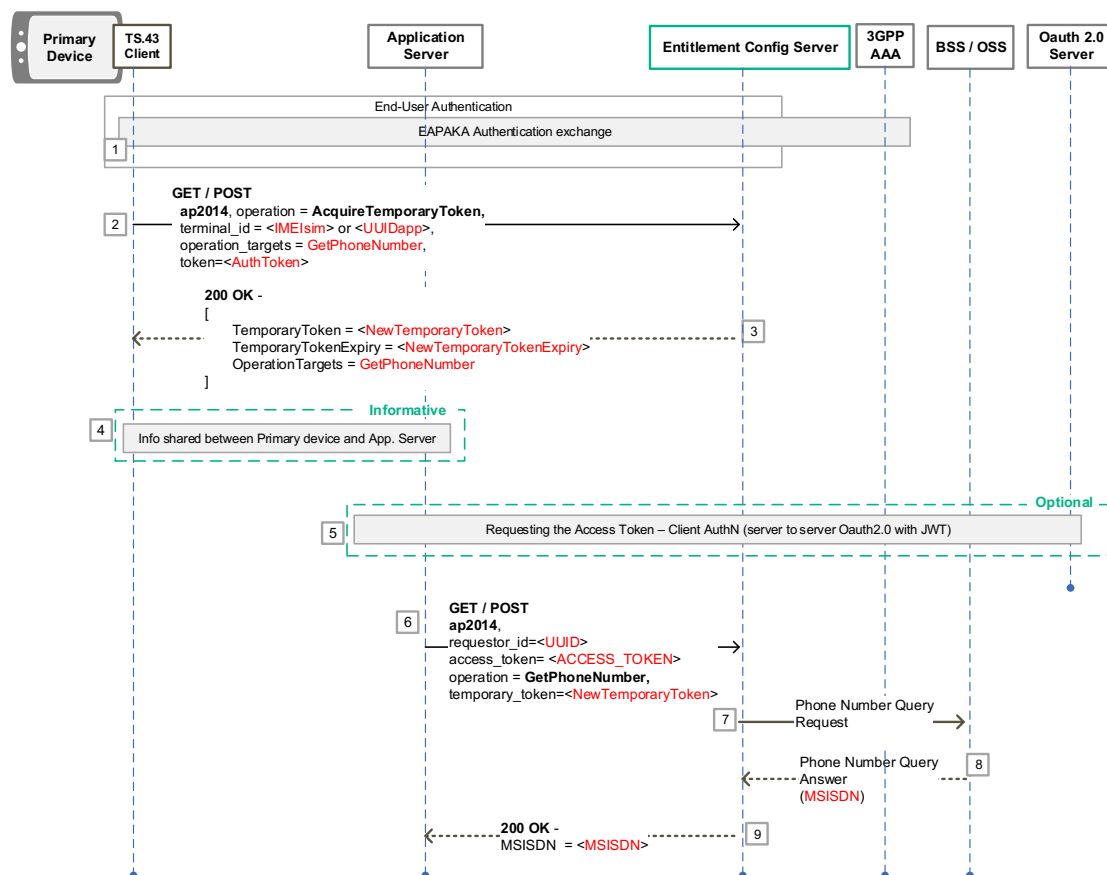 Primary
Device
TS.43
Client
Application
Server
Entitlement Config Server
3GPP
AAA
BSS / OSS
Oauth 2.0
Server
End-User Authentication
EAPAKA Authentication exchange
1
GET / POST
ap2014, operation = AcquireTemporaryToken,
terminal_id = <IMEIsim> or <UUIDapp>,
operation_targets = GetPhoneNumber,
token=<AuthToken>
2
200 OK -
[
TemporaryToken = <NewTemporaryToken>
TemporaryTokenExpiry = <NewTemporaryTokenExpiry>
OperationTargets = GetPhoneNumber
]
3
Informative
4
Info shared between Primary device and App. Server
Optional
5
Requesting the Access Token – Client AuthN (server to server Oauth2.0 with JWT)
6
GET / POST
ap2014,
requestor_id=<UUID>
access_token= <ACCESS_TOKEN>
operation = GetPhoneNumber,
temporary_token=<NewTemporaryToken>
7
Phone Number Query
Request
Phone Number Query
Answer
(MSISDN)
8
200 OK -
MSISDN = <MSISDN>
9